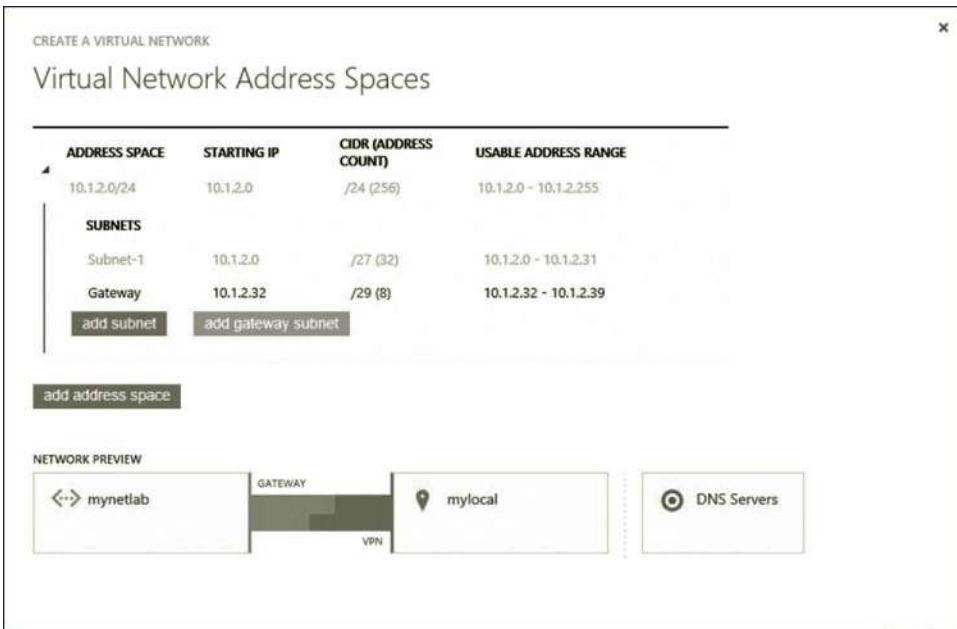 CREATE A VIRTUAL NETWORK
Virtual Network Address Spaces
ADDRESS SPACE STARTING IP CIDR (ADDRESS COUNT) USABLE ADDRESS RANGE
10.1.2.0/24 10.1.2.0 /24 (256) 10.1.2.0 - 10.1.2.255
SUBNETS
Subnet-1 10.1.2.0 /27 (32) 10.1.2.0 - 10.1.2.31
Gateway 10.1.2.32 /29 (8) 10.1.2.32 - 10.1.2.39
add subnet add gateway subnet
add address space
NETWORK PREVIEW
GATEWAY
mynetlab mylocal DNS Servers
VPN